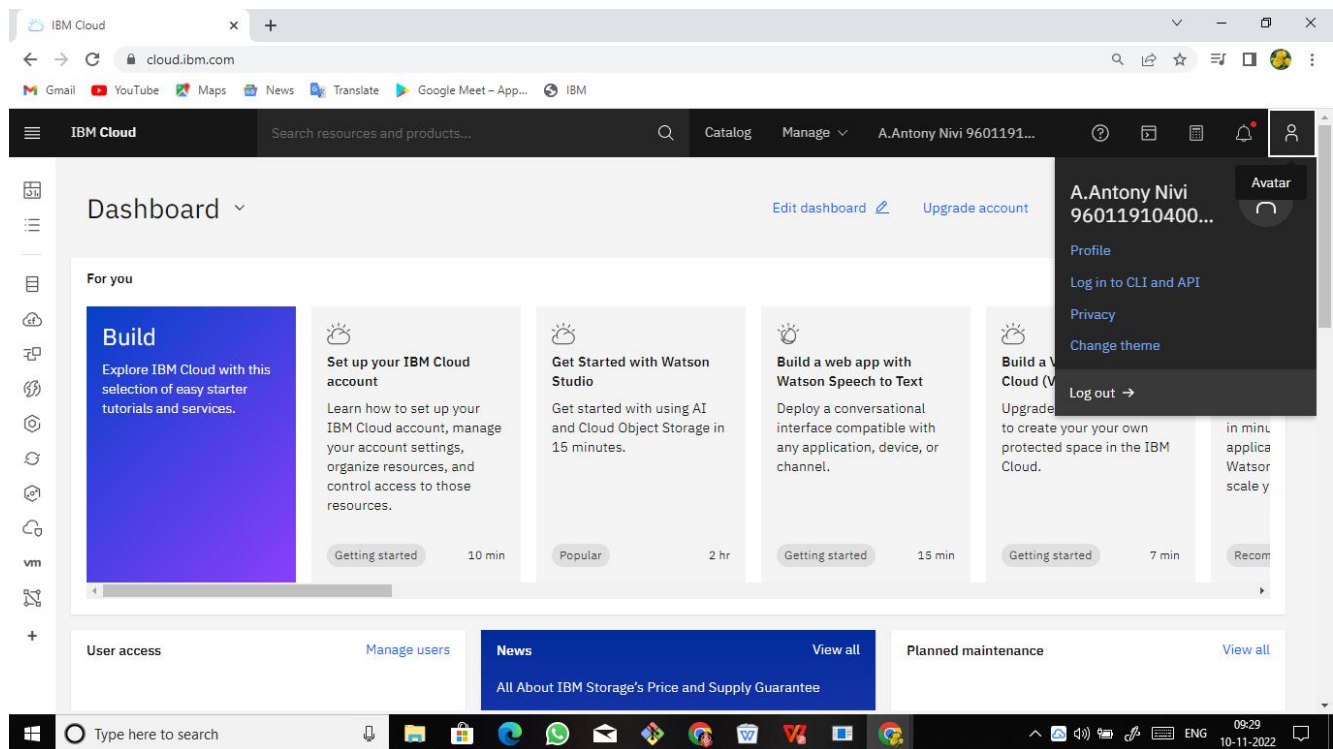 IBM Cloud
cloud.ibm.com
Gmail YouTube Maps News Translate Google Meet – App... IBM
IBM Cloud Search resources and products... Catalog Manage A.Antony Nivi 9601191...
Avatar
A.Antony Nivi
96011910400...
Profile
Log in to CLI and API
Privacy
Change theme
Log out →
Dashboard
Edit dashboard Upgrade account
For you
Build
Explore IBM Cloud with this
selection of easy starter
tutorials and services.
Set up your IBM Cloud
account
Learn how to set up your
IBM Cloud account, manage
your account settings,
organize resources, and
control access to those
resources.
Getting started 10 min
Get Started with Watson
Studio
Get started with using AI
and Cloud Object Storage in
15 minutes.
Popular 2 hr
Build a web app with
Watson Speech to Text
Deploy a conversational
interface compatible with
any application, device, or
channel.
Getting started 15 min
Build a
Cloud (V
Upgrade
to create your your own
protected space in the IBM
Cloud.
Getting started 7 min
in minu
applica
Watson
scale y
Recom
cf
vm
User access Manage users
News View all
All About IBM Storage's Price and Supply Guarantee
Planned maintenance View all
Type here to search
ENG
09:29
10-11-2022